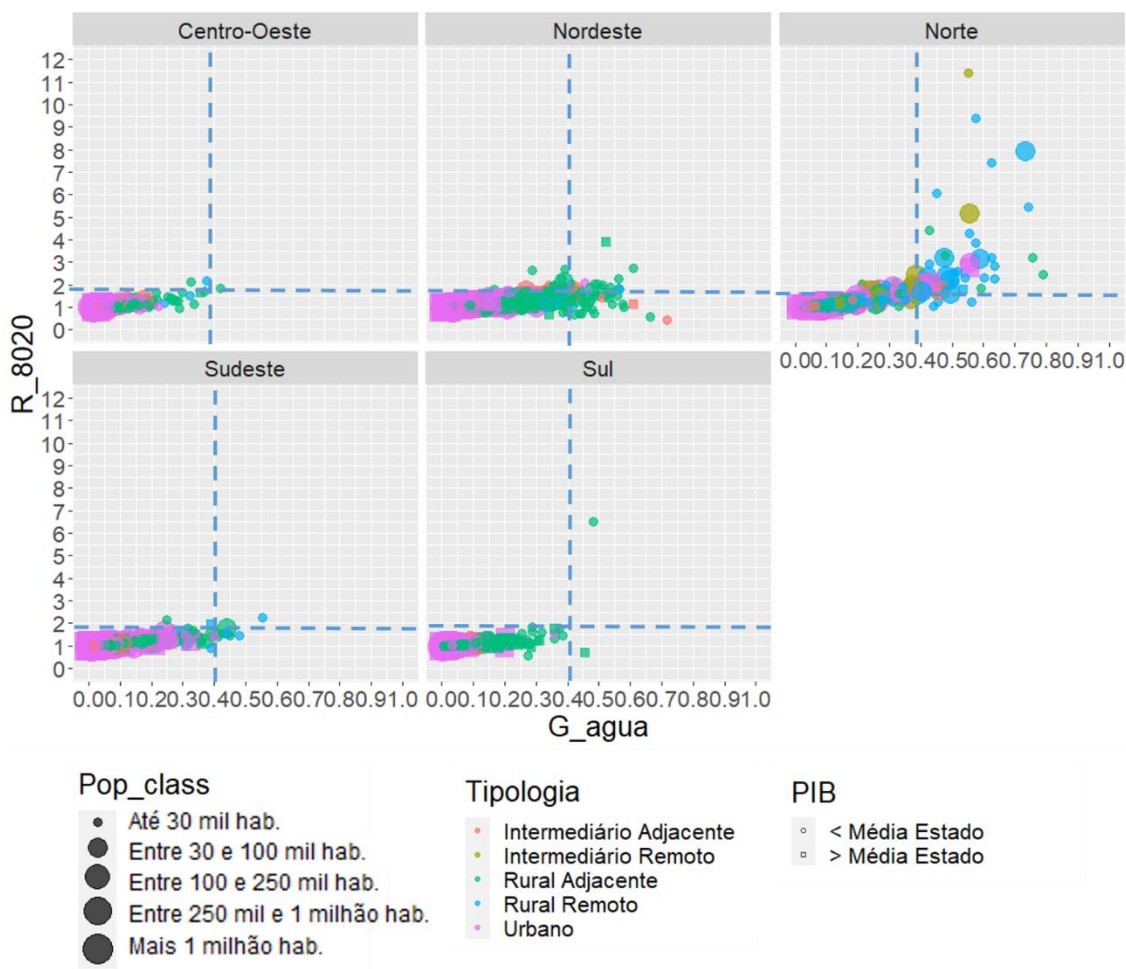 Centro-Oeste
Nordeste
Norte
12
11
10
9
8
7
6
5
4
3
2
1
0
0.00.10.20.30.40.50.60.70.80.91.0
Sudeste
Sul
12
11
10
9
8
7
6
5
4
3
2
1
0
0.00.10.20.30.40.50.60.70.80.91.0
0.00.10.20.30.40.50.60.70.80.91.0
R_8020
G_agua
Pop_class
Até 30 mil hab.
Entre 30 e 100 mil hab.
Entre 100 e 250 mil hab.
Entre 250 mil e 1 milhão hab.
Mais 1 milhão hab.
Tipologia
Intermediário Adjacente
Intermediário Remoto
Rural Adjacente
Rural Remoto
Urbano
PIB
< Média Estado
> Média Estado